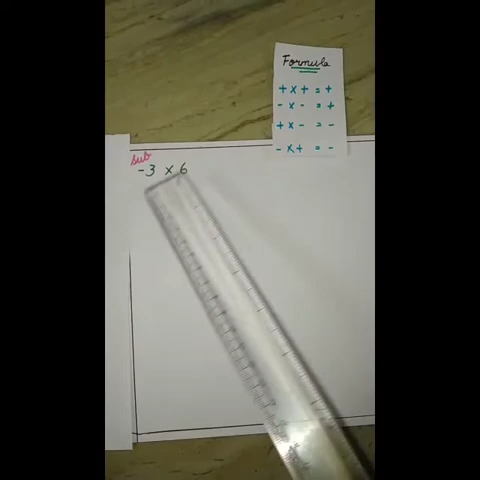 Formula
+ x + = +
- x - = +
+ x - = -
- x + = -
sub
-3 x 6